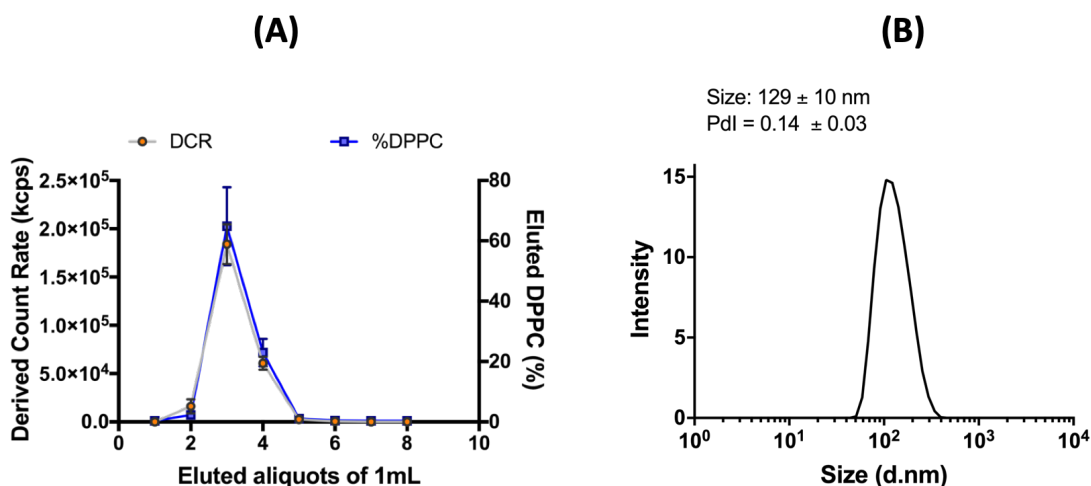 (A)
DCR
%DPPC
Derived Count Rate (kcps)
2.5×10⁵
2.0×10⁵
1.5×10⁵
1.0×10⁵
5.0×10⁴
0.0
80
60
40
20
0
Eluted DPPC (%)
0 2 4 6 8 10
Eluted aliquots of 1mL
(B)
Size: 129 ± 10 nm
PdI = 0.14 ± 0.03
Intensity
15
10
5
0
10⁰ 10¹ 10² 10³ 10⁴
Size (d.nm)